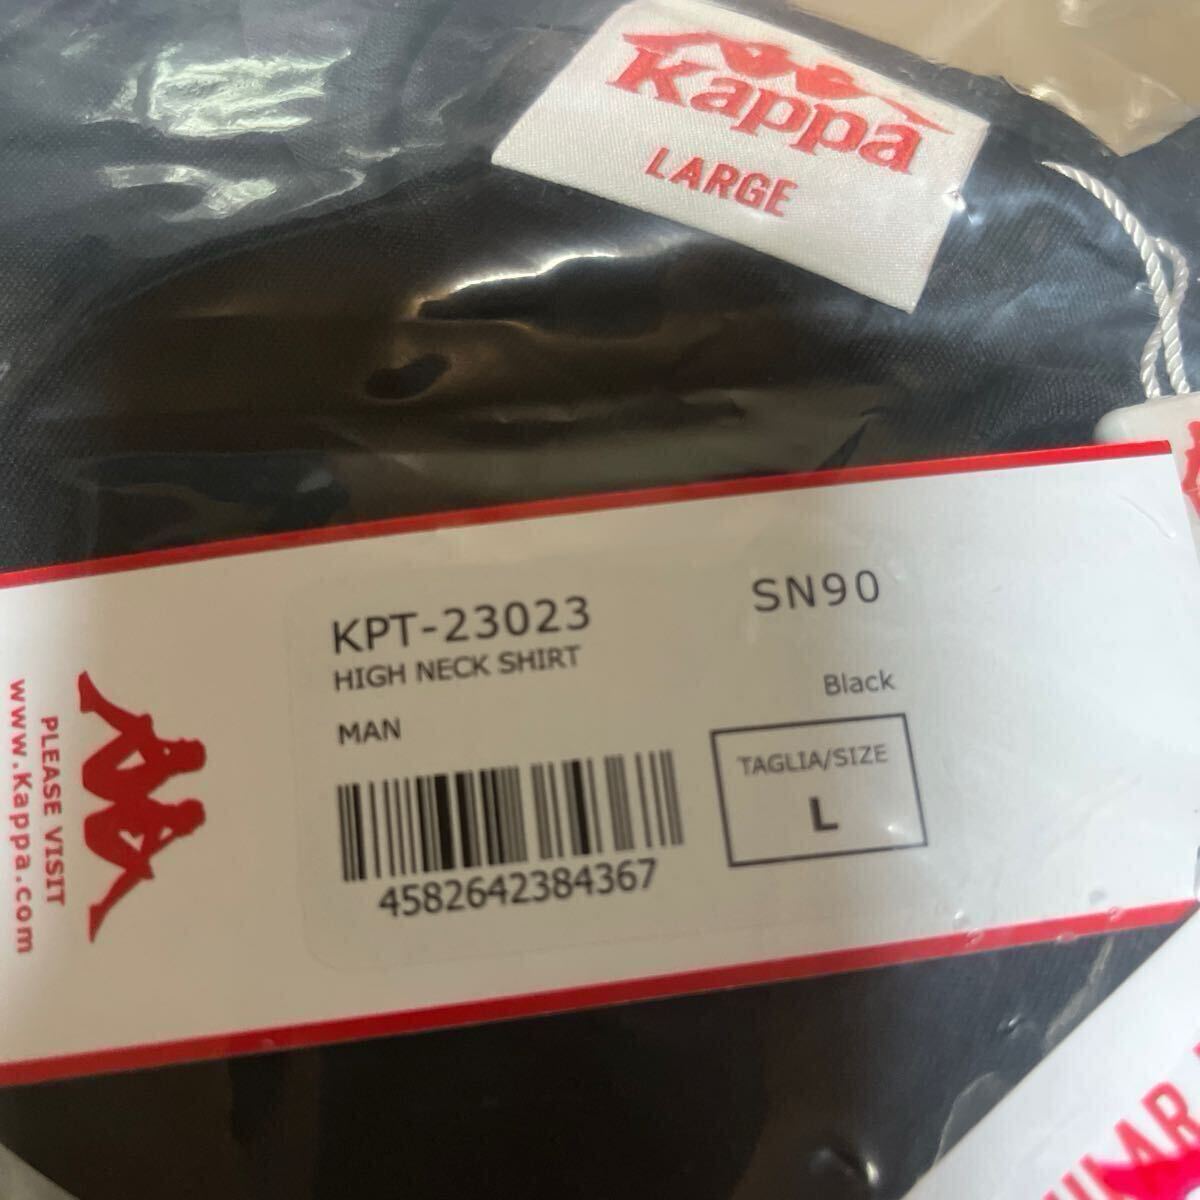 Kappa
LARGE
KPT-23023
SN90
HIGH NECK SHIRT
Black
MAN
TAGLIA/SIZE
L
4582642384367
PLEASE VISIT
www.Kappa.com